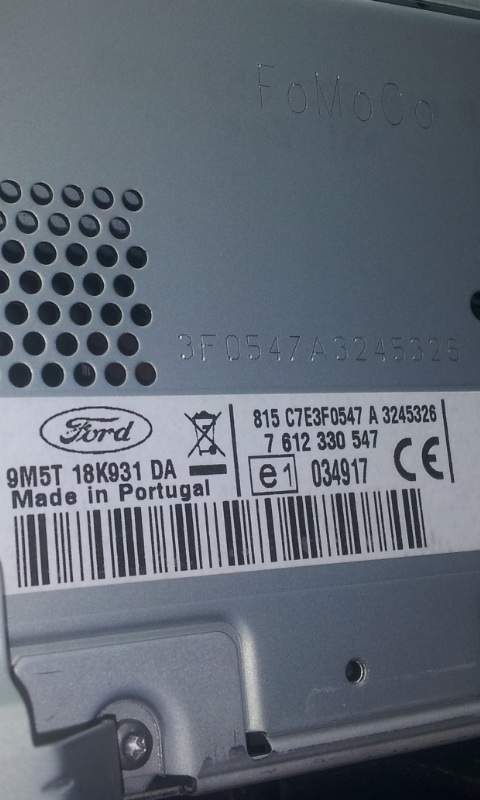 FoMoCo
3F0547A3245326
Ford
815 C7E3F0547 A 3245326
7 612 330 547
9M5T 18K931 DA
e1 034917 CE
Made in Portugal